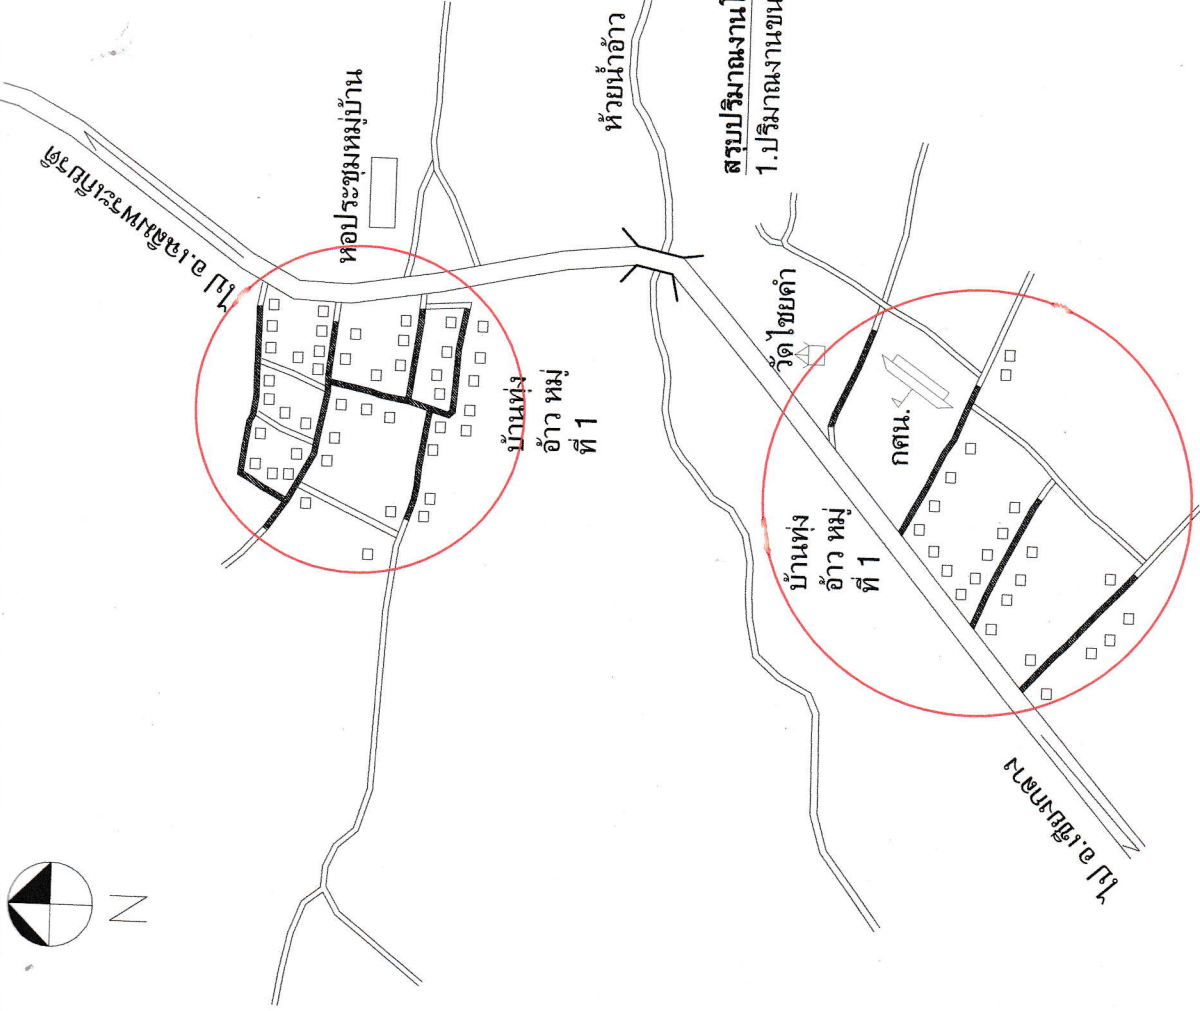 ไป อ.เฉลิมพระเกียรติ
หอประชุมหมู่บ้าน
ห้วยน้ำอ้าว
สรุปปริมาณงาน
1.ปริมาณงาน
บ้านทุ่ง
อ้าว หมู่
ที่ 1
วัดไชยคำ
กศน.
บ้านทุ่ง
อ้าว หมู่
ที่ 1
ไป อ.เชียงกลาง
N